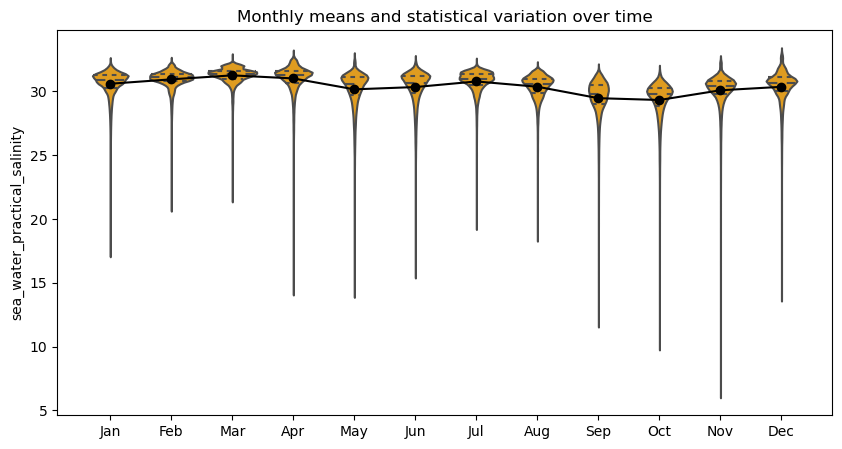 Monthly means and statistical variation over time
sea_water_practical_salinity
30
25
20
15
10
5
Jan Feb Mar Apr May Jun Jul Aug Sep Oct Nov Dec